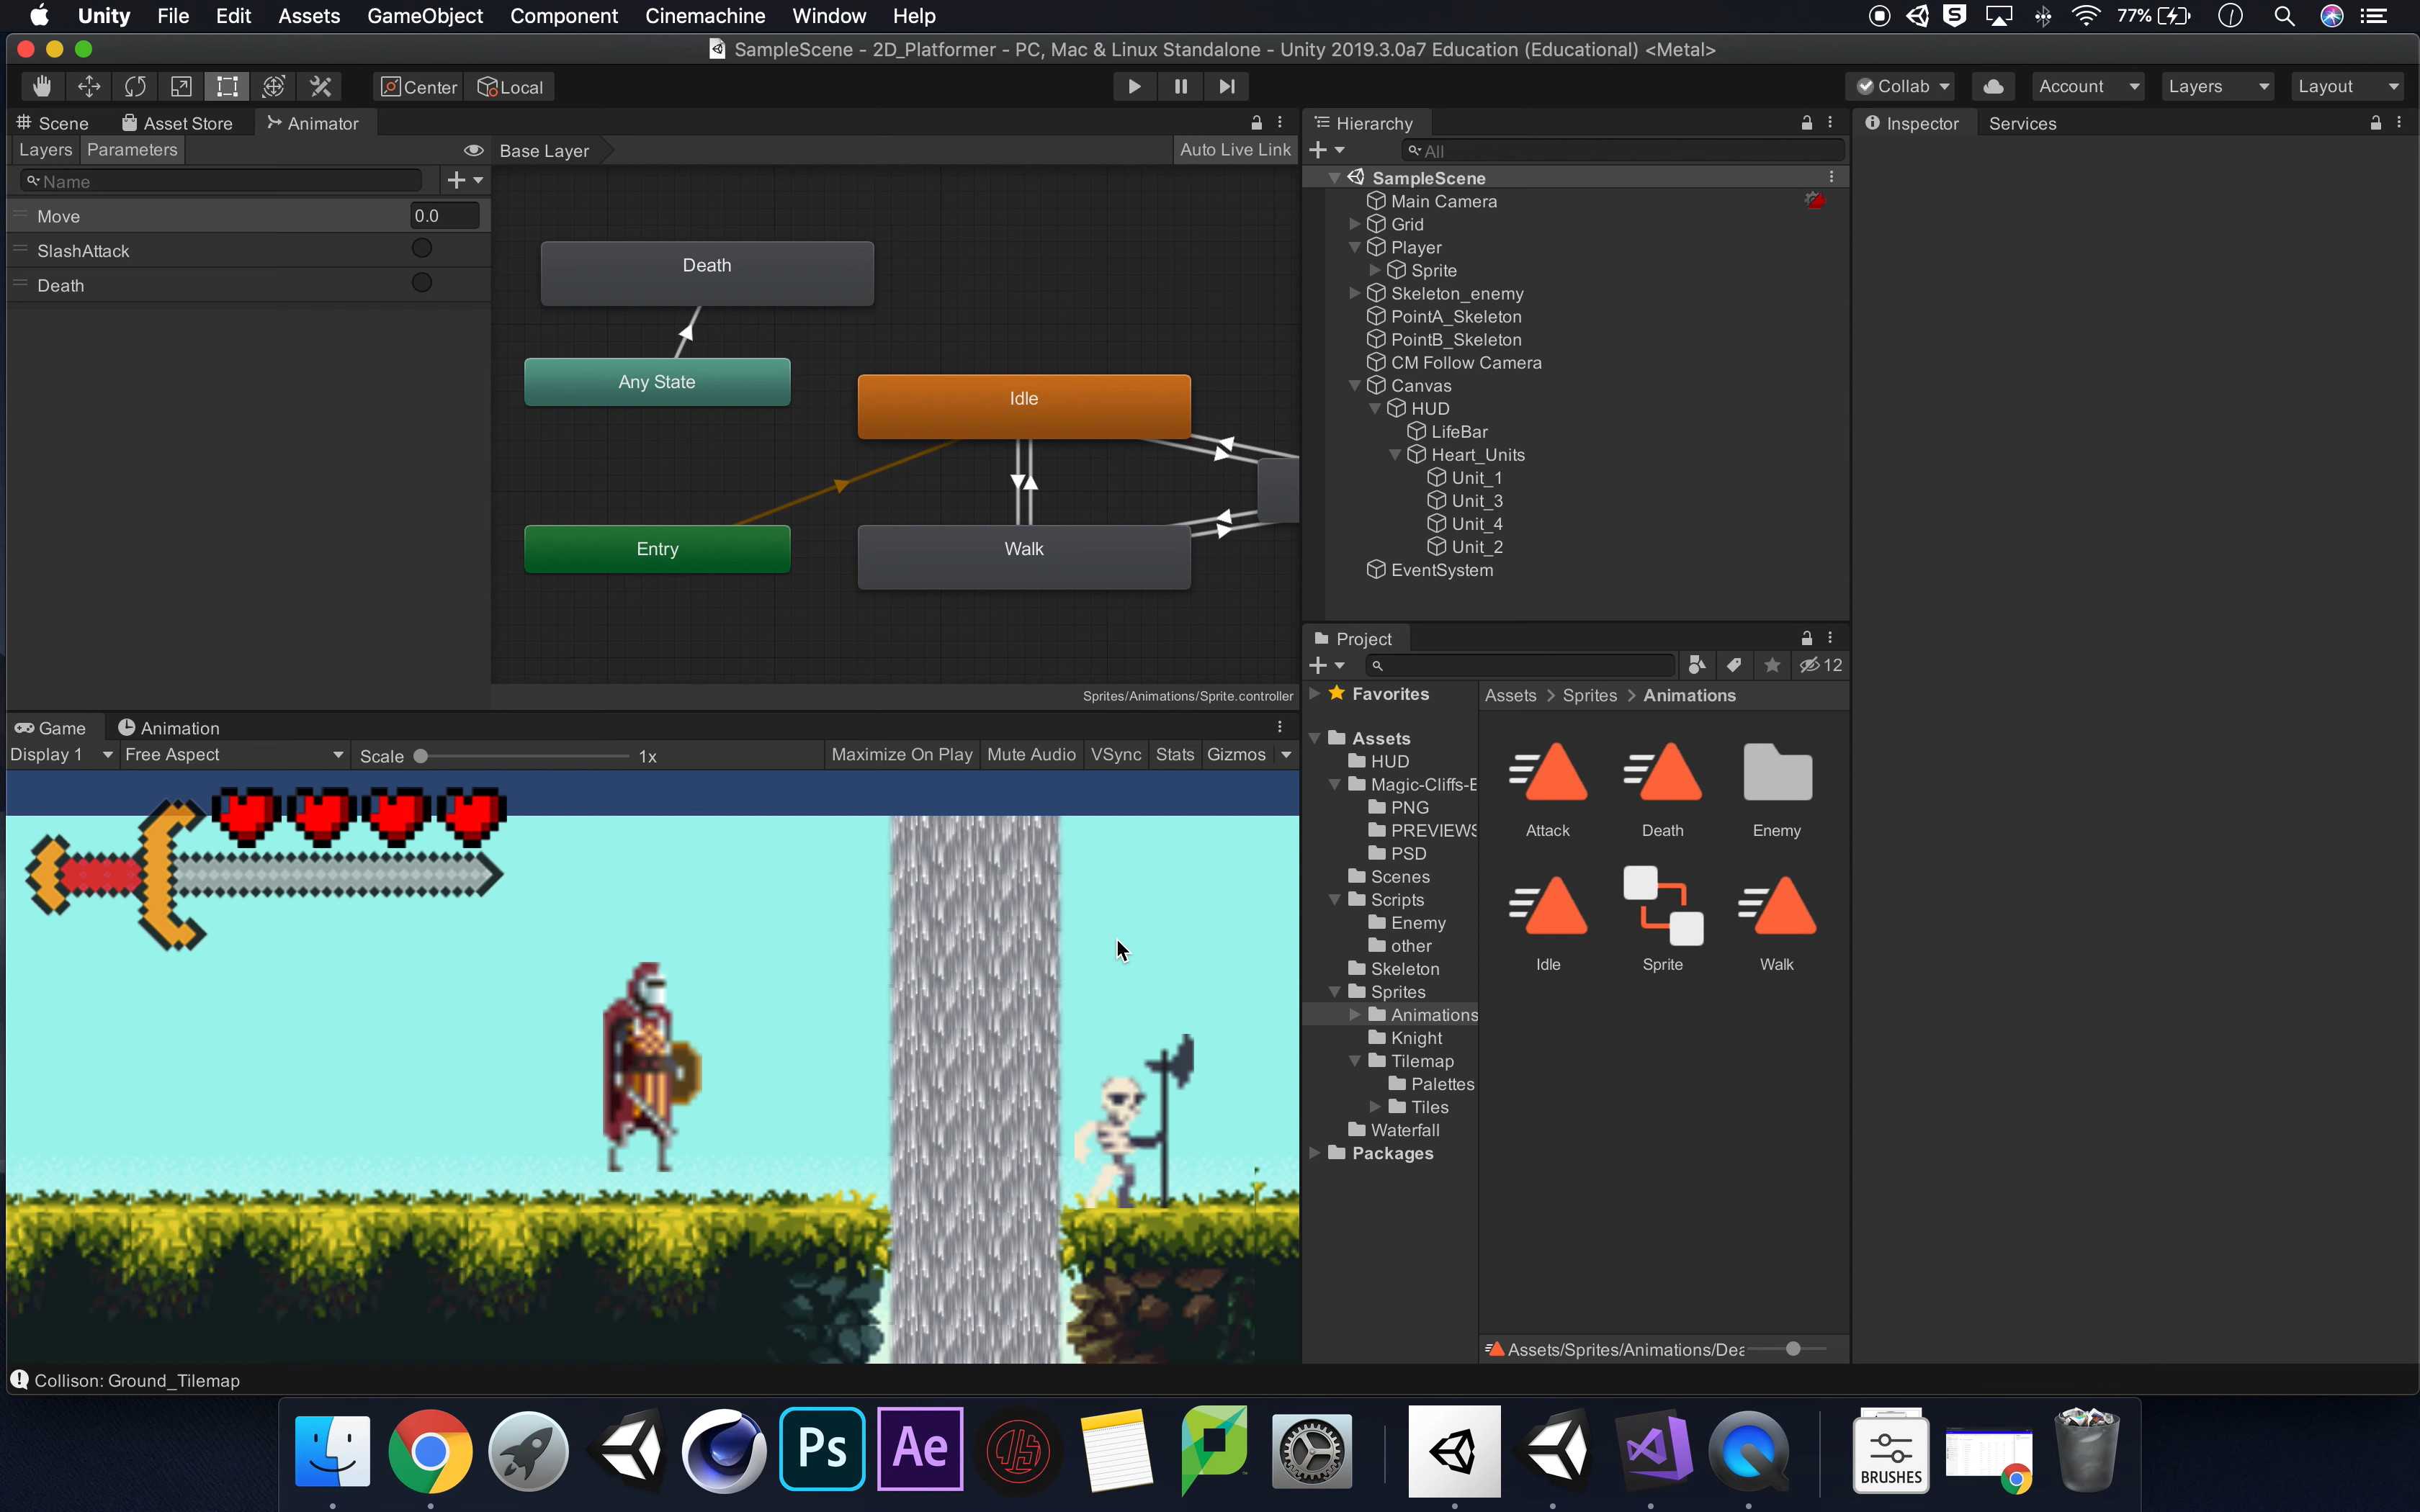 Unity File Edit Assets GameObject Component Cinemachine Window Help 77%
SampleScene - 2D_Platformer - PC, Mac & Linux Standalone - Unity 2019.3.0a7 Education (Educational) <Metal>
Center Local Collab Account Layers Layout
Scene Asset Store Animator
Layers Parameters Base Layer Auto Live Link
Name
Move 0.0
SlashAttack
Death
Death
Any State
Idle
Entry
Walk
Sprites/Animations/Sprite.controller
Hierarchy
All
SampleScene
Main Camera
Grid
Player
Sprite
Skeleton_enemy
PointA_Skeleton
PointB_Skeleton
CM Follow Camera
Canvas
HUD
LifeBar
Heart_Units
Unit_1
Unit_3
Unit_4
Unit_2
EventSystem
Inspector Services
Game Animation
Display 1 Free Aspect Scale 1x Maximize On Play Mute Audio VSync Stats Gizmos
Project
12
Favorites
Assets
HUD
Magic-Cliffs-E
PNG
PREVIEWS
PSD
Scenes
Scripts
Enemy
other
Skeleton
Sprites
Animations
Knight
Tilemap
Palettes
Tiles
Waterfall
Packages
Assets > Sprites > Animations
Attack Death Enemy
Idle Sprite Walk
Assets/Sprites/Animations/Dea
Collison: Ground_Tilemap
Ps Ae BRUSHES